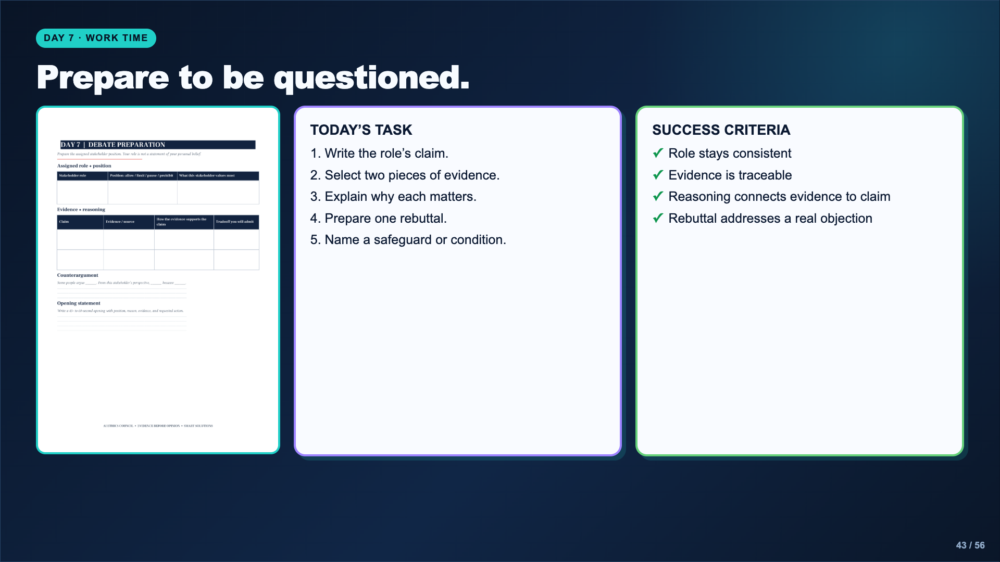 DAY 7 · WORK TIME
Prepare to be questioned.
DAY 7 | DEBATE PREPARATION
Prepare the assigned stakeholder position. Your role is not a statement of your personal belief.
Assigned role + position
Stakeholder role
Position: allow / limit / pause / prohibit
What this stakeholder values most
Evidence + reasoning
Claim
Evidence / source
How the evidence supports the
claim
Tradeoff you will admit
Counterargument
Some people argue ______. From this stakeholder's perspective, ______ because ______.
Opening statement
Write a 45- to 60-second opening with position, reason, evidence, and requested action.
AI ETHICS COUNCIL • EVIDENCE BEFORE OPINION • SMART SOLUTIONS
TODAY’S TASK
1. Write the role’s claim.
2. Select two pieces of evidence.
3. Explain why each matters.
4. Prepare one rebuttal.
5. Name a safeguard or condition.
SUCCESS CRITERIA
✓ Role stays consistent
✓ Evidence is traceable
✓ Reasoning connects evidence to claim
✓ Rebuttal addresses a real objection
43 / 56